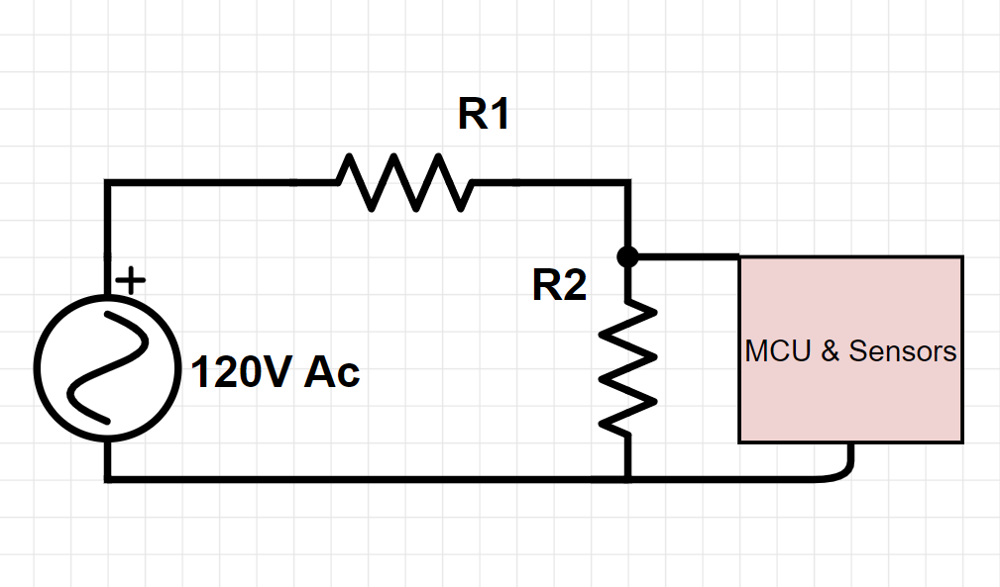 R1
+
R2
120V Ac
MCU & Sensors